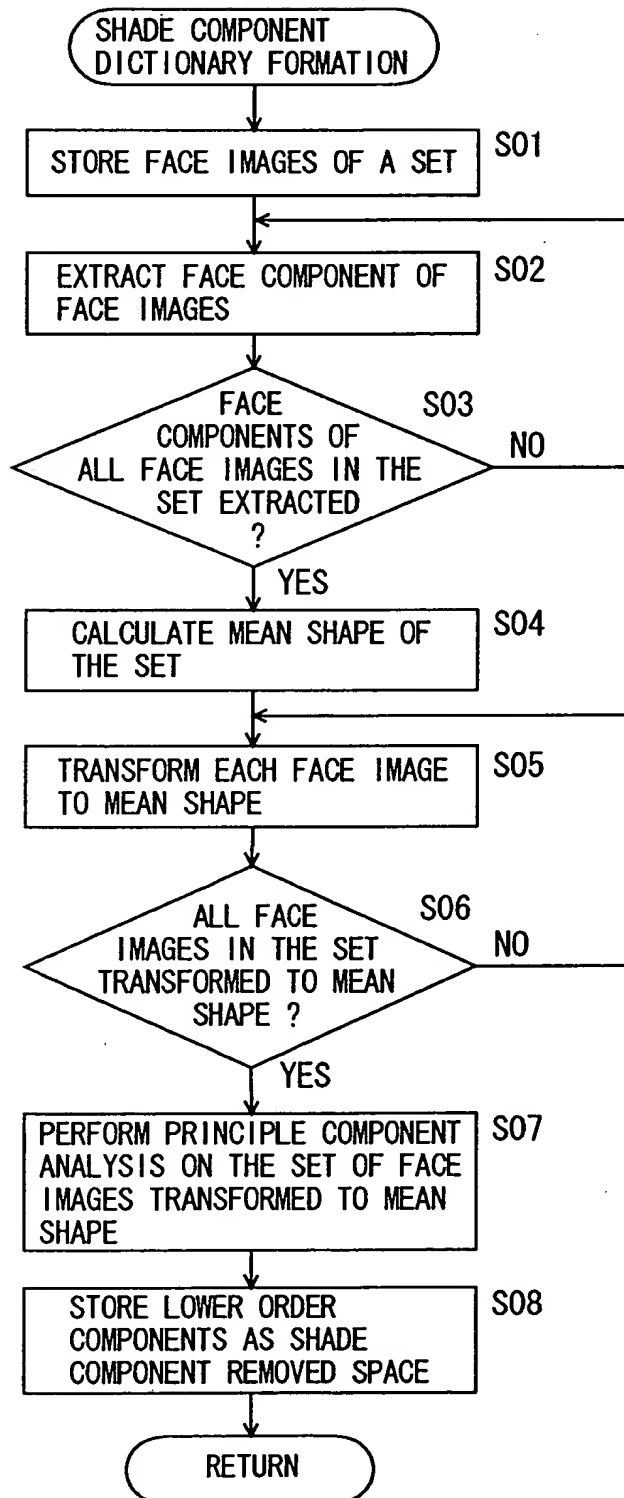 SHADE COMPONENT
DICTIONARY FORMATION
STORE FACE IMAGES OF A SET
S01
EXTRACT FACE COMPONENT OF
FACE IMAGES
S02
FACE
COMPONENTS OF
ALL FACE IMAGES IN THE
SET EXTRACTED
?
S03
NO
YES
CALCULATE MEAN SHAPE OF
THE SET
S04
TRANSFORM EACH FACE IMAGE
TO MEAN SHAPE
S05
ALL FACE
IMAGES IN THE SET
TRANSFORMED TO MEAN
SHAPE ?
S06
NO
YES
PERFORM PRINCIPLE COMPONENT
ANALYSIS ON THE SET OF FACE
IMAGES TRANSFORMED TO MEAN
SHAPE
S07
STORE LOWER ORDER
COMPONENTS AS SHADE
COMPONENT REMOVED SPACE
S08
RETURN